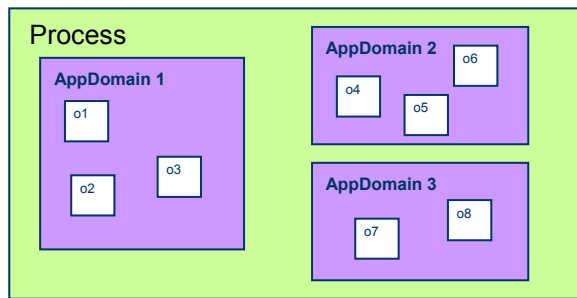 Process
AppDomain 1
o1
o2
o3
AppDomain 2
o4
o5
o6
AppDomain 3
o7
o8